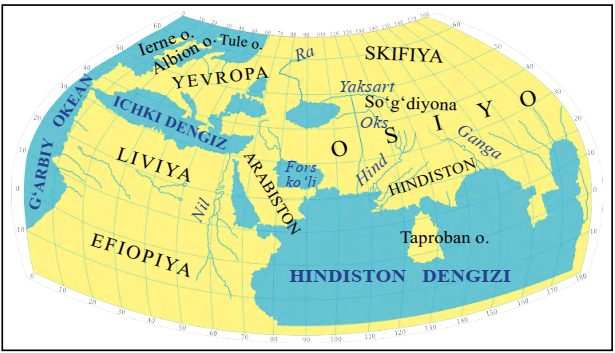 Ierne o.
Albion o.
Tule o.
YEVROPA
Ra
SKIFIYA
Yaksart
So‘g‘diyona
Oks
OSIYO
Ganga
G‘ARBIY OKEAN
ICHKI DENGIZ
LIVIYA
ARABISTON
Fors
ko‘li
Hind
HINDISTON
Nil
EFIOPIYA
Taproban o.
HINDISTON DENGIZI